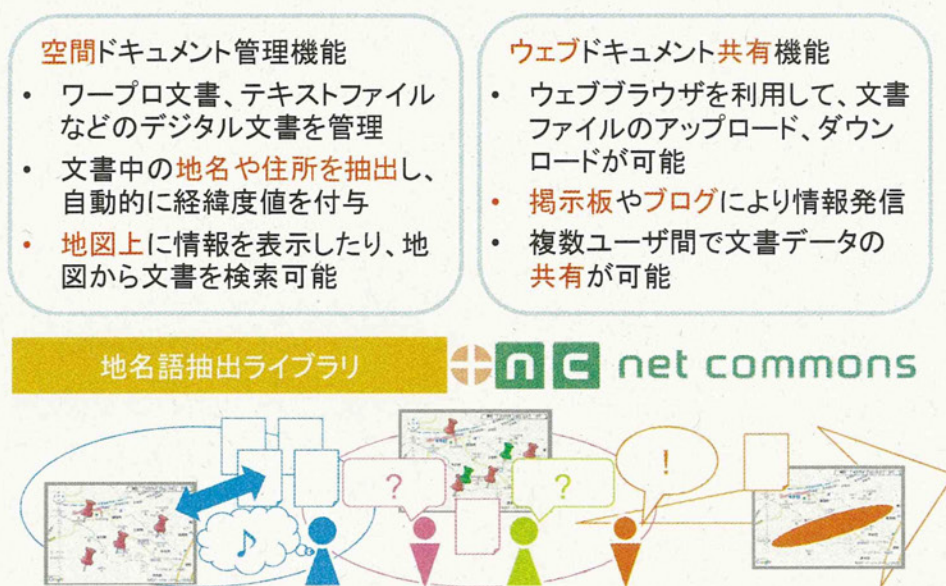 空間ドキュメント管理機能
• ワープロ文書、テキストファイル
などのデジタル文書を管理
• 文書中の地名や住所を抽出し、
自動的に経緯度値を付与
• 地図上に情報を表示したり、地
図から文書を検索可能
ウェブドキュメント共有機能
• ウェブブラウザを利用して、文書
ファイルのアップロード、ダウン
ロードが可能
• 掲示板やブログにより情報発信
• 複数ユーザ間で文書データの
共有が可能
地名語抽出ライブラリ
nc net commons
?
?
!
♪